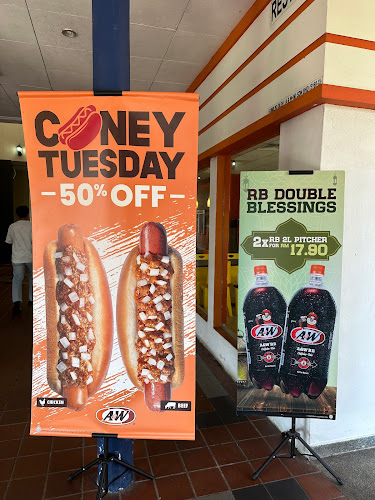 CONEY
TUESDAY
50% OFF
CHICKEN
BEEF
A&W
RB DOUBLE
BLESSINGS
2x RB 2L PITCHER
FOR RM 17.90
A&W
A&W